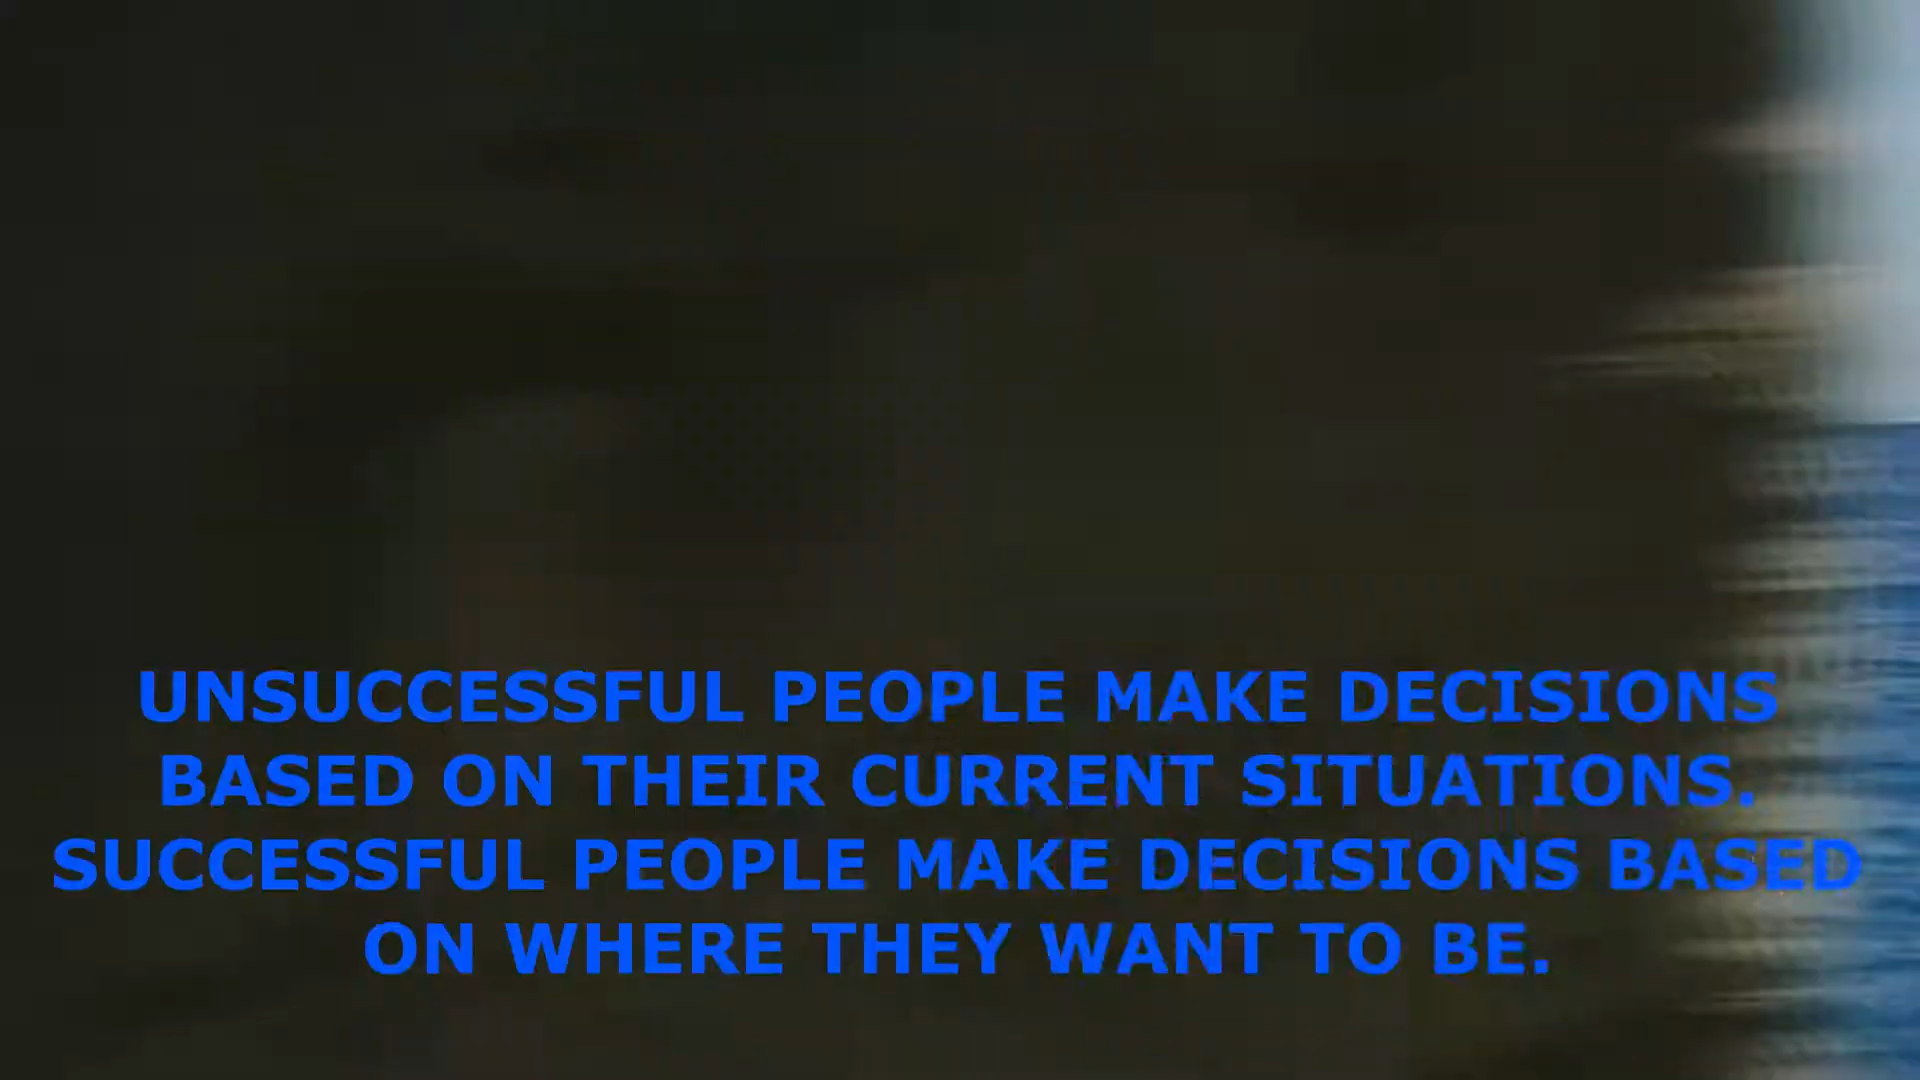 UNSUCCESSFUL PEOPLE MAKE DECISIONS
BASED ON THEIR CURRENT SITUATIONS.
SUCCESSFUL PEOPLE MAKE DECISIONS BASED
ON WHERE THEY WANT TO BE.